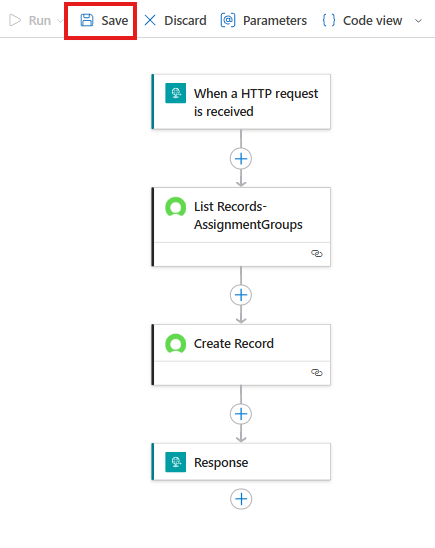 Run Save Discard Parameters Code view
When a HTTP request
is received
List Records-
AssignmentGroups
Create Record
Response